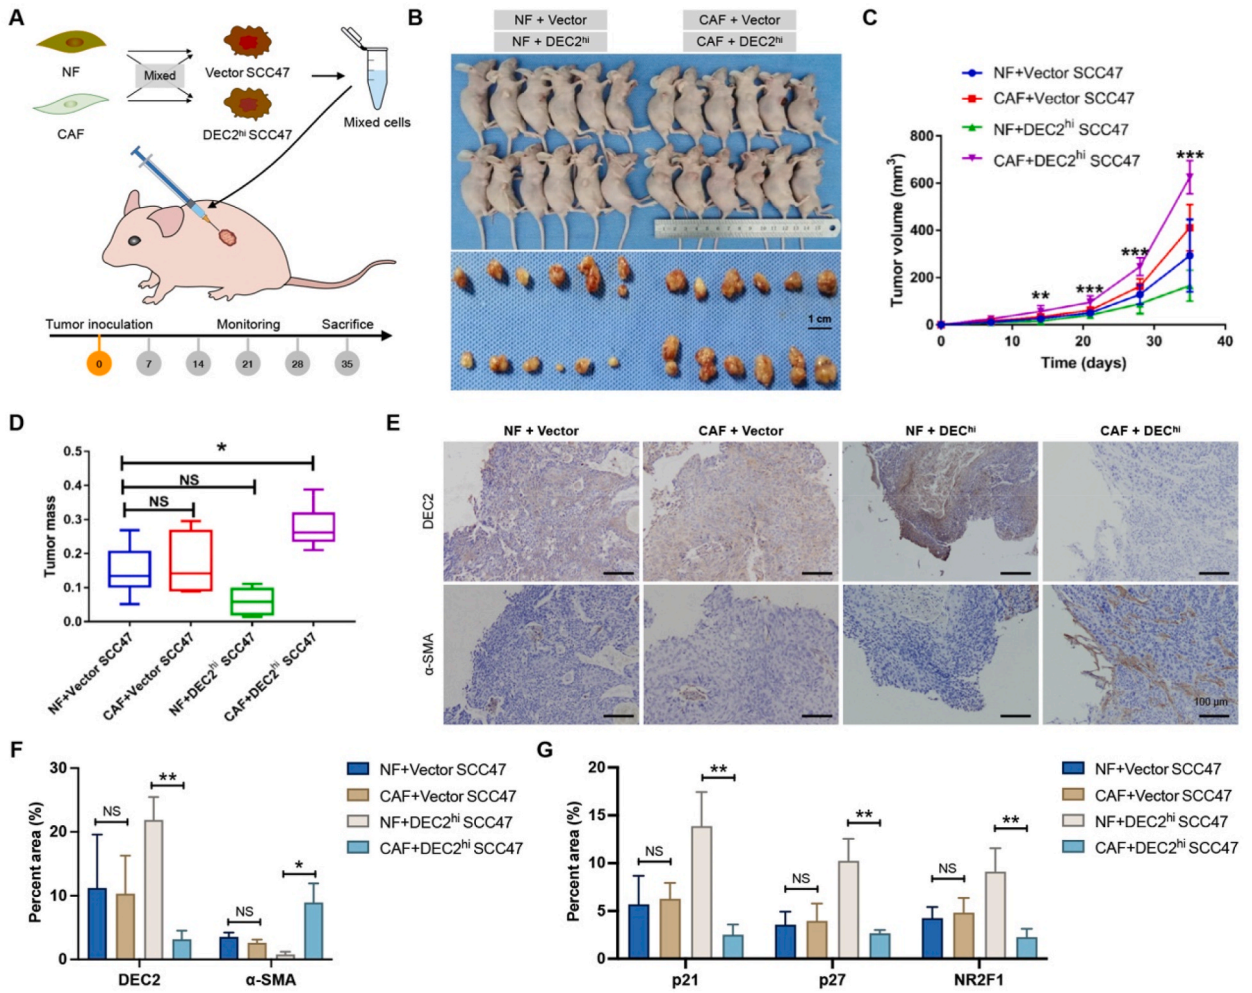 A
NF
CAF
Mixed
Vector SCC47
DEC2hi SCC47
Mixed cells
Tumor inoculation
Monitoring
Sacrifice
0
7
14
21
28
35
B
NF + Vector
NF + DEC2hi
CAF + Vector
CAF + DEC2hi
1 cm
C
NF+Vector SCC47
CAF+Vector SCC47
NF+DEC2hi SCC47
CAF+DEC2hi SCC47
Tumor volume (mm3)
800
600
400
200
0
**
***
***
***
0
10
20
30
40
Time (days)
D
Tumor mass
0.5
0.4
0.3
0.2
0.1
0.0
*
NS
NS
NF+Vector SCC47
CAF+Vector SCC47
NF+DEC2hi SCC47
CAF+DEC2hi SCC47
E
NF + Vector
CAF + Vector
NF + DEChi
CAF + DEChi
DEC2
α-SMA
100 µm
F
Percent area (%)
30
20
10
0
NS
**
NS
*
DEC2
α-SMA
NF+Vector SCC47
CAF+Vector SCC47
NF+DEC2hi SCC47
CAF+DEC2hi SCC47
G
Percent area (%)
20
15
10
5
0
NS
**
NS
**
NS
**
p21
p27
NR2F1
NF+Vector SCC47
CAF+Vector SCC47
NF+DEC2hi SCC47
CAF+DEC2hi SCC47